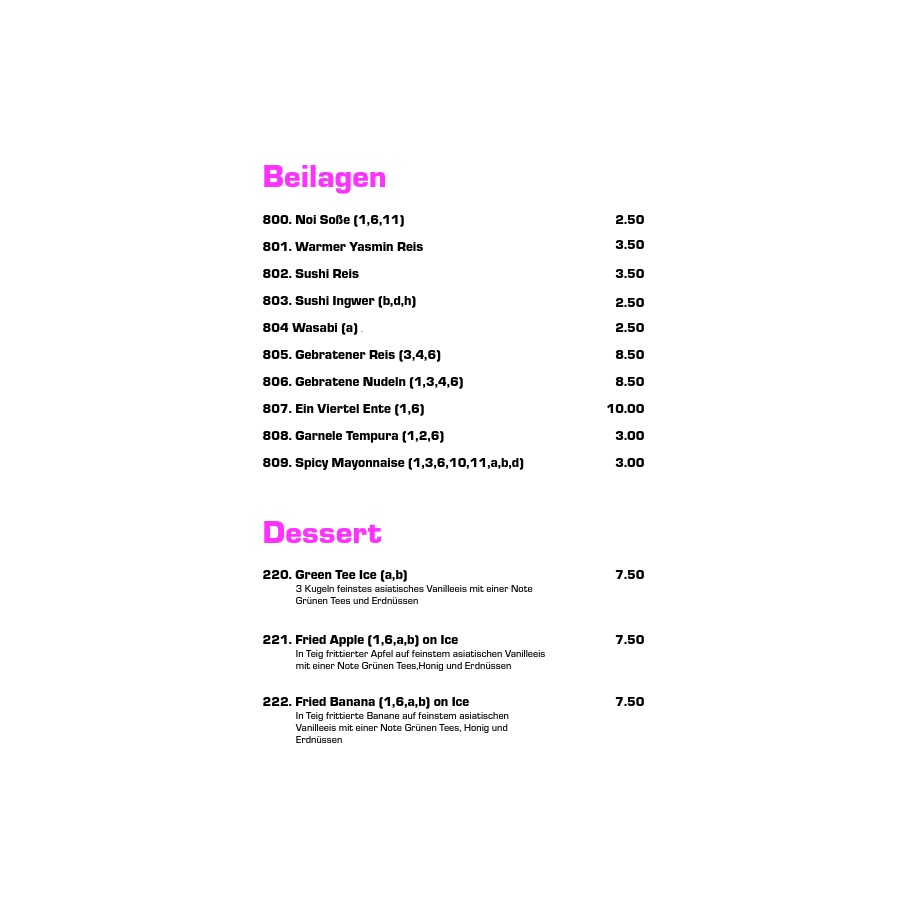 Beilagen
800. Noi Soße (1,6,11) 2.50
801. Warmer Yasmin Reis 3.50
802. Sushi Reis 3.50
803. Sushi Ingwer (b,d,h) 2.50
804 Wasabi (a) . 2.50
805. Gebratener Reis (3,4,6) 8.50
806. Gebratene Nudeln (1,3,4,6) 8.50
807. Ein Viertel Ente (1,6) 10.00
808. Garnele Tempura (1,2,6) 3.00
809. Spicy Mayonnaise (1,3,6,10,11,a,b,d) 3.00
Dessert
220. Green Tee Ice (a,b) 7.50
3 Kugeln feinstes asiatisches Vanilleeis mit einer Note
Grünen Tees und Erdnüssen
221. Fried Apple (1,6,a,b) on Ice 7.50
In Teig frittierter Apfel auf feinstem asiatischen Vanilleeis
mit einer Note Grünen Tees,Honig und Erdnüssen
222. Fried Banana (1,6,a,b) on Ice 7.50
In Teig frittierte Banane auf feinstem asiatischen
Vanilleeis mit einer Note Grünen Tees, Honig und
Erdnüssen